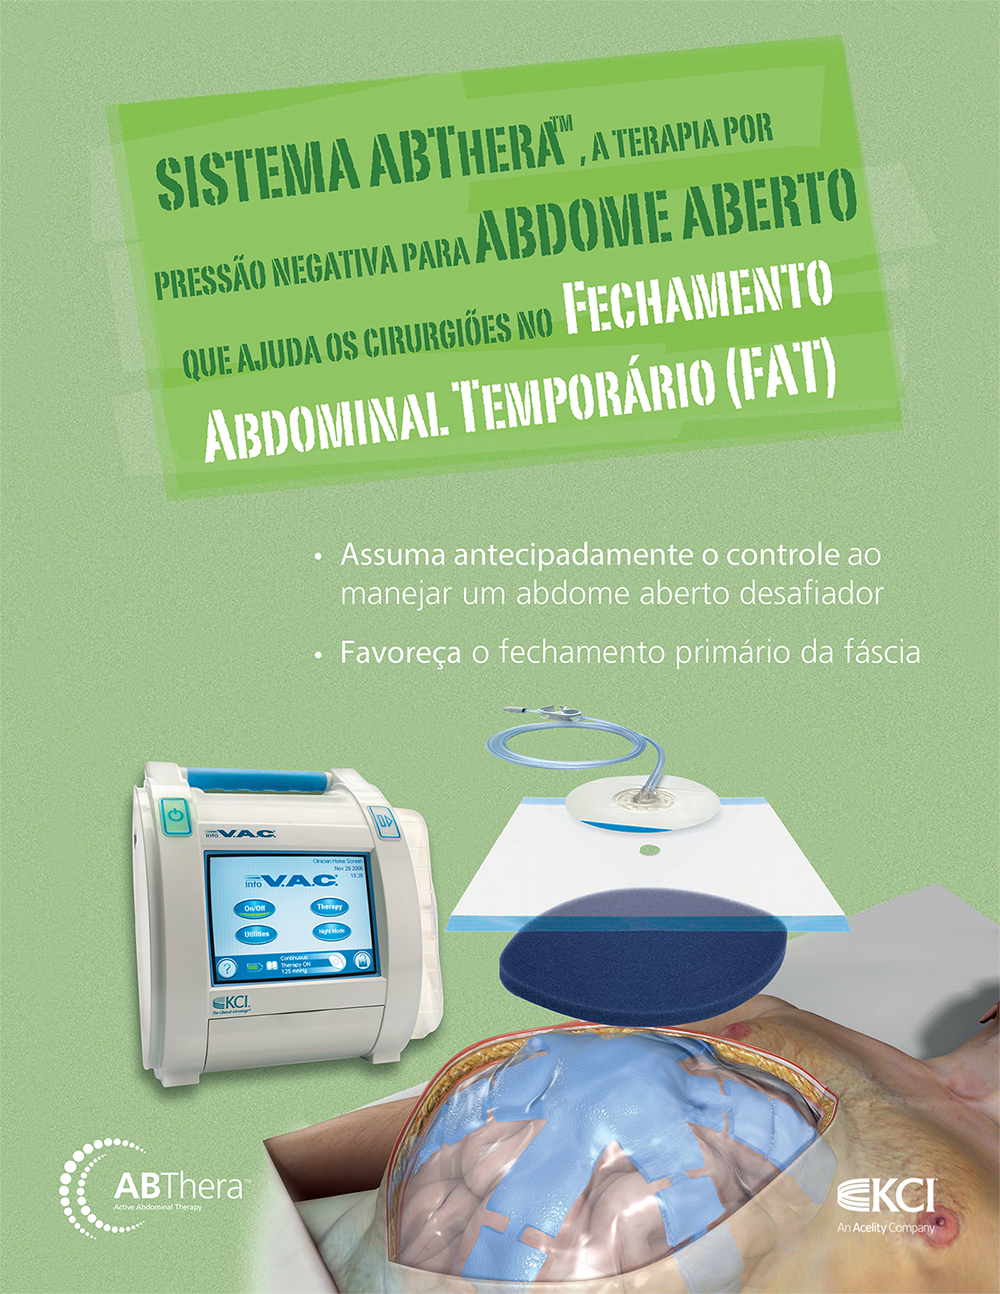 SISTEMA ABTHERA™, A TERAPIA POR
PRESSÃO NEGATIVA PARA ABDOME ABERTO
QUE AJUDA OS CIRURGIÕES NO FECHAMENTO
ABDOMINAL TEMPORÁRIO (FAT)
• Assuma antecipadamente o controle ao
manejar um abdome aberto desafiador
• Favoreça o fechamento primário da fáscia
info V.A.C.®
Clinician Home Screen
Nov 29 2006
15:35
info V.A.C.®
On/Off
Therapy
Utilities
Night Mode
?
Continuous
Therapy ON
125 mmHg
KCI®
The Clinical Advantage®
ABThera™
Active Abdominal Therapy
KCI
An Acelity Company